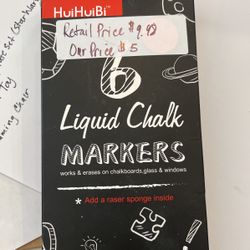 HuiHuiBi™
Retail Price $9.98
Our Price $5
6
Liquid Chalk
MARKERS
works & erases on chalkboards,glass & windows
* Add a raser sponge inside